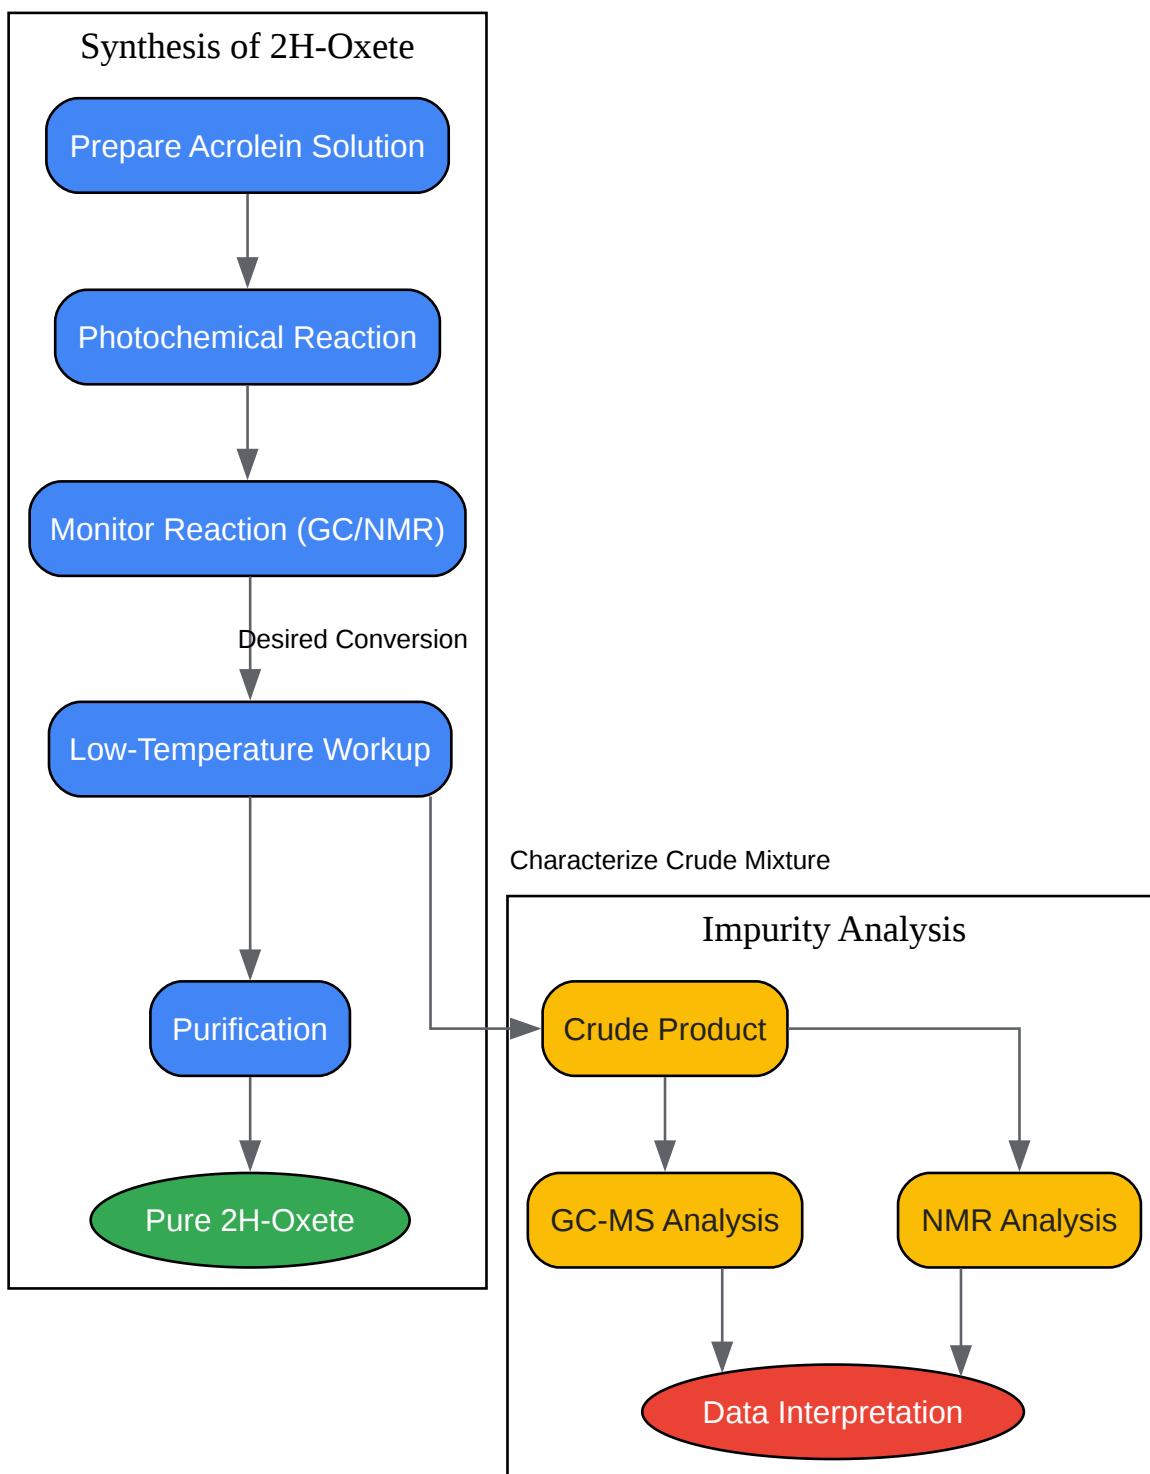 Synthesis of 2H-Oxete
Prepare Acrolein Solution
Photochemical Reaction
Monitor Reaction (GC/NMR)
Desired Conversion
Low-Temperature Workup
Purification
Pure 2H-Oxete
Characterize Crude Mixture
Impurity Analysis
Crude Product
GC-MS Analysis
NMR Analysis
Data Interpretation